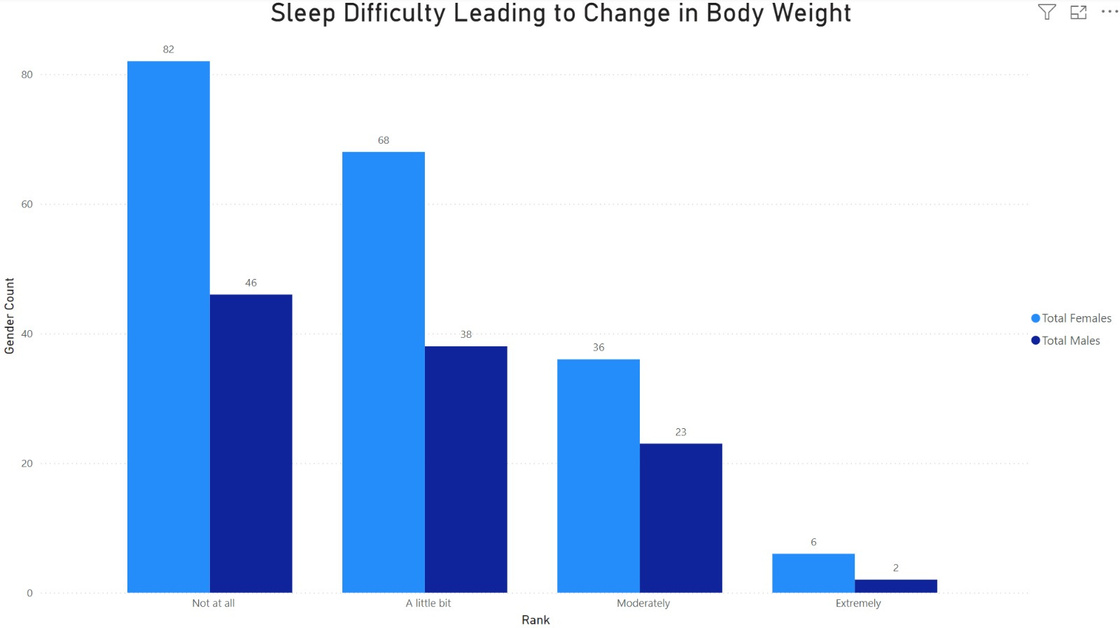 Sleep Difficulty Leading to Change in Body Weight
82
80
68
60
46
40
38
36
23
20
6
2
0
Gender Count
Not at all
A little bit
Moderately
Extremely
Rank
Total Females
Total Males